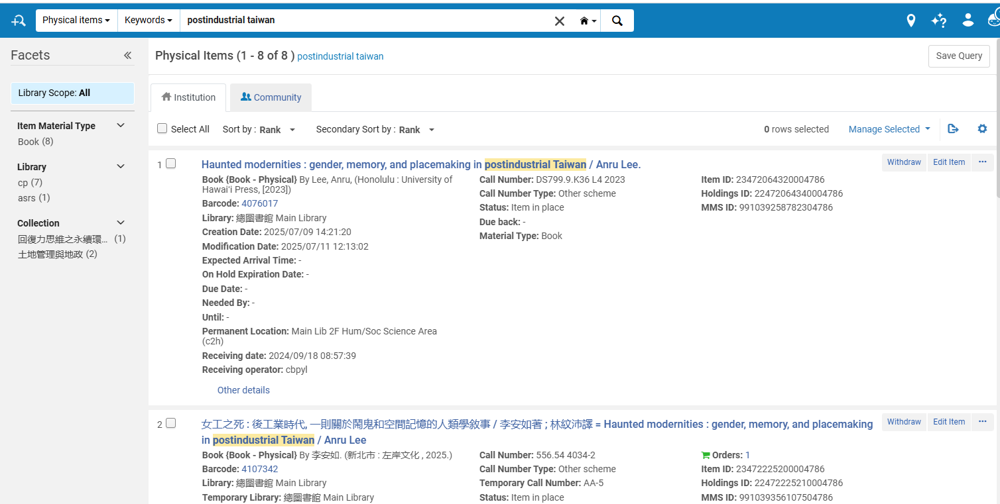 Physical items Keywords postindustrial taiwan
Facets
Physical Items (1 - 8 of 8 ) postindustrial taiwan
Save Query
Library Scope: All
Institution
Community
Select All Sort by : Rank Secondary Sort by : Rank
0 rows selected Manage Selected
Item Material Type
Book (8)
Library
cp (7)
asrs (1)
Collection
回復力思維之永續環... (1)
土地管理與地政 (2)
1 Haunted modernities : gender, memory, and placemaking in postindustrial Taiwan / Anru Lee.
Withdraw Edit Item ...
Book {Book - Physical} By Lee, Anru, (Honolulu : University of
Hawai'i Press, [2023])
Barcode: 4076017
Library: 總圖書館 Main Library
Creation Date: 2025/07/09 14:21:20
Modification Date: 2025/07/11 12:13:02
Expected Arrival Time: -
On Hold Expiration Date: -
Due Date: -
Needed By: -
Until: -
Permanent Location: Main Lib 2F Hum/Soc Science Area
(c2h)
Receiving date: 2024/09/18 08:57:39
Receiving operator: cbpyl
Other details
Call Number: DS799.9.K36 L4 2023
Call Number Type: Other scheme
Status: Item in place
Due back: -
Material Type: Book
Item ID: 23472064320004786
Holdings ID: 22472064340004786
MMS ID: 991039258782304786
2 女工之死 : 後工業時代, 一則關於鬧鬼和空間記憶的人類學敘事 / 李安如著 ; 林紋沛譯 = Haunted modernities : gender, memory, and placemaking
in postindustrial Taiwan / Anru Lee
Withdraw Edit Item ...
Book {Book - Physical} By 李安如. (新北市 : 左岸文化 , 2025.)
Barcode: 4107342
Library: 總圖書館 Main Library
Temporary Library: 總圖書館 Main Library
Call Number: 556.54 4034-2
Call Number Type: Other scheme
Temporary Call Number: AA-5
Status: Item in place
Orders: 1
Item ID: 23472225200004786
Holdings ID: 22472225210004786
MMS ID: 991039356107504786